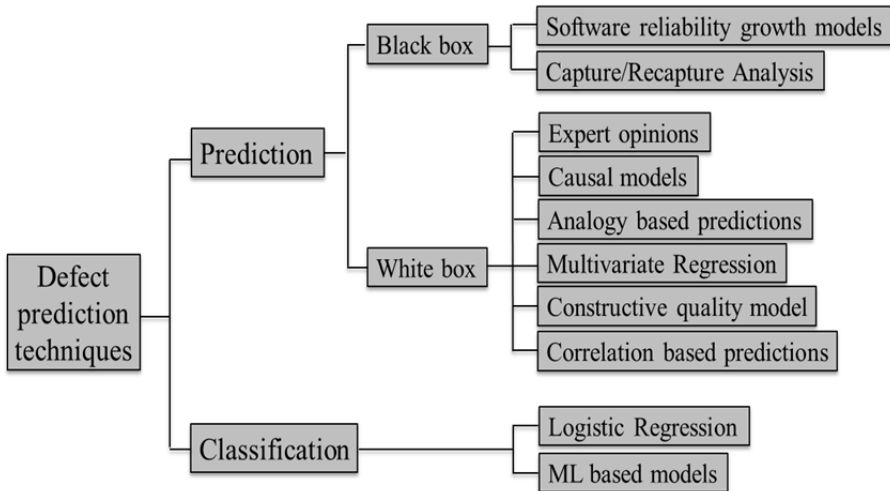 Defect
prediction
techniques
Prediction
Black box
Software reliability growth models
Capture/Recapture Analysis
White box
Expert opinions
Causal models
Analogy based predictions
Multivariate Regression
Constructive quality model
Correlation based predictions
Classification
Logistic Regression
ML based models